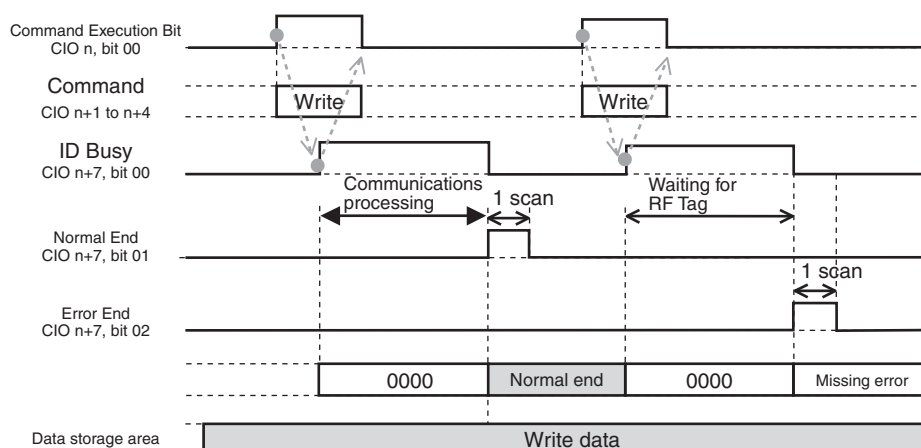 Command Execution Bit
CIO n, bit 00
Command
CIO n+1 to n+4
Write
Write
ID Busy
CIO n+7, bit 00
Communications
processing
1 scan
Waiting for
RF Tag
Normal End
CIO n+7, bit 01
1 scan
Error End
CIO n+7, bit 02
0000
Normal end
0000
Missing error
Data storage area
Write data